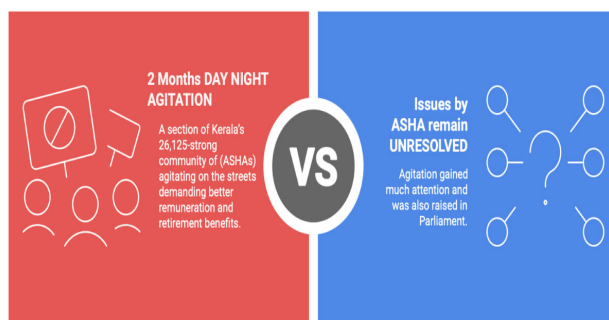 2 Months DAY NIGHT
AGITATION
A section of Kerala's
26,125-strong
community of (ASHAs)
agitating on the streets
demanding better
remuneration and
retirement benefits.
VS
Issues by
ASHA remain
UNRESOLVED
Agitation gained
much attention and
was also raised in
Parliament.